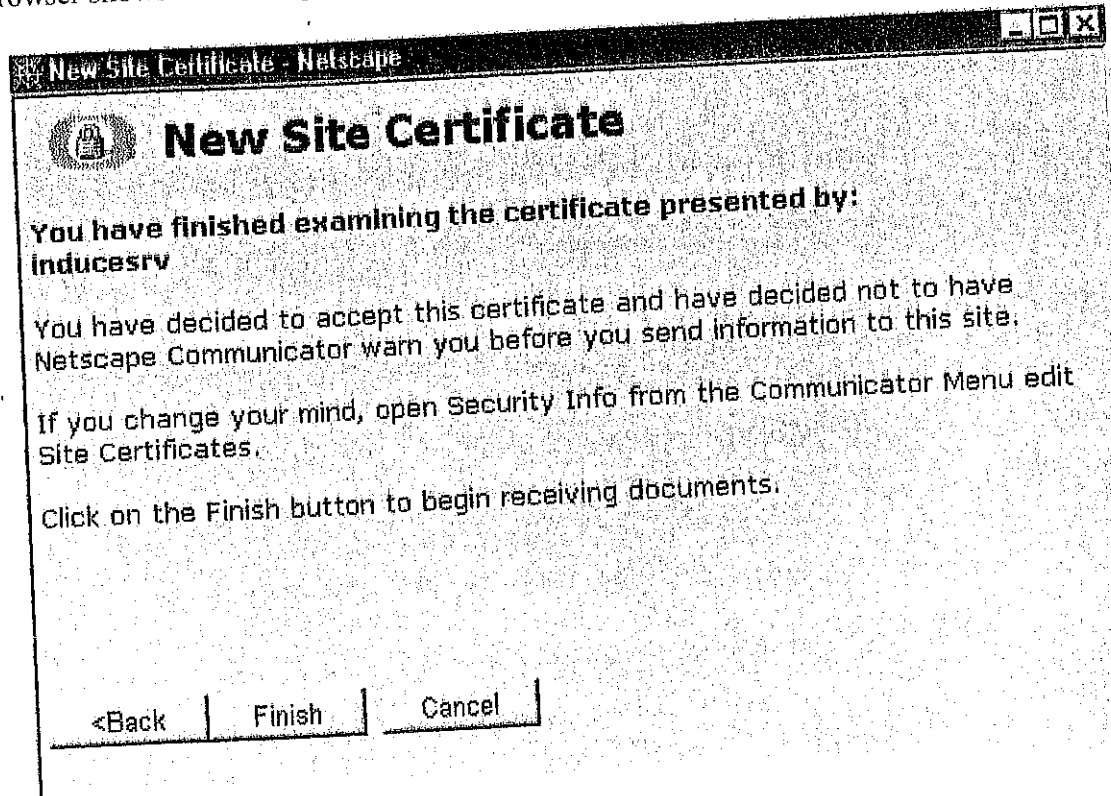 New Site Certificate - Netscape
New Site Certificate
You have finished examining the certificate presented by:
inducesrv
You have decided to accept this certificate and have decided not to have
Netscape Communicator warn you before you send information to this site.
If you change your mind, open Security Info from the Communicator Menu edit
Site Certificates.
Click on the Finish button to begin receiving documents.
<Back Finish Cancel